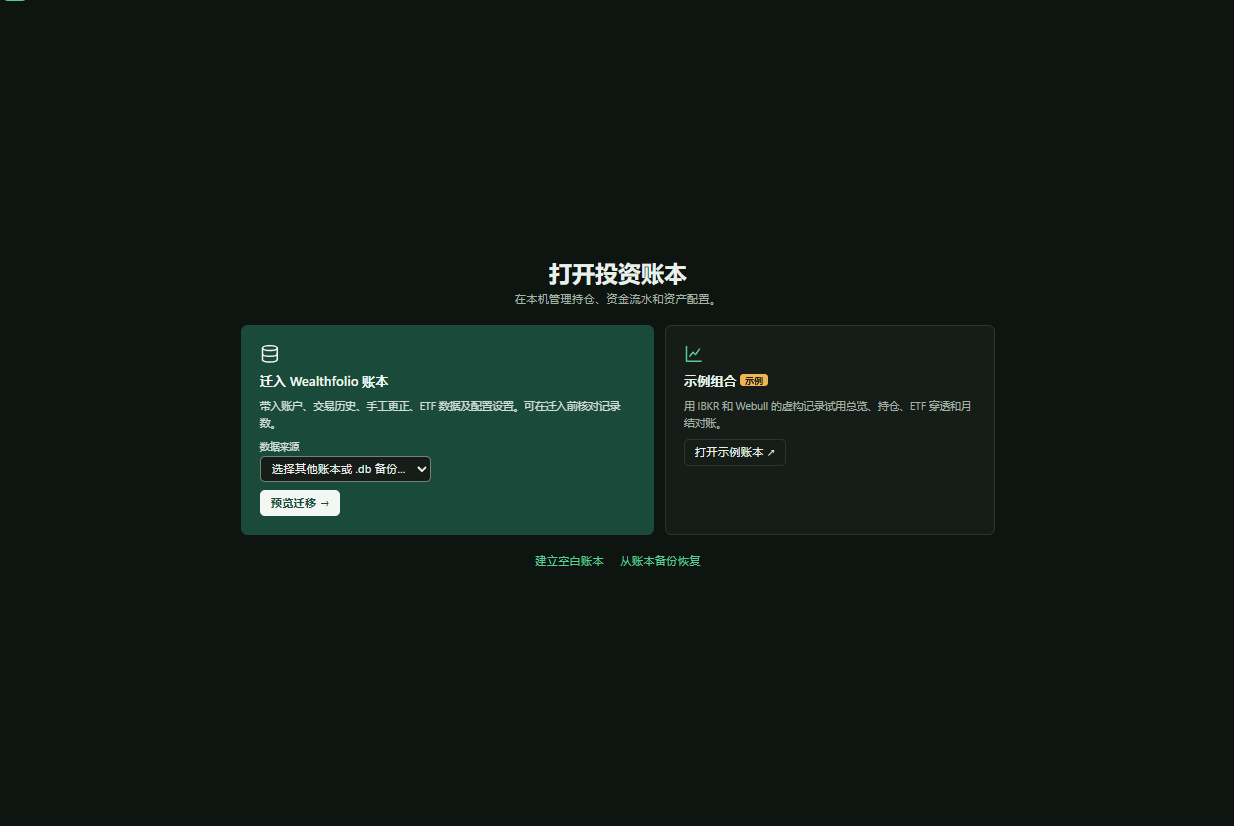 打开投资账本
在本机管理持仓、资金流水和资产配置。
迁入 Wealthfolio 账本
带入账户、交易历史、手工更正、ETF 数据及配置设置。可在迁入前核对记录
数。
数据来源
选择其他账本或 .db 备份...
预览迁移 →
示例组合 示例
用 IBKR 和 Webull 的虚构记录试用总览、持仓、ETF 穿透和月
结对账。
打开示例账本 ↗
建立空白账本 从账本备份恢复